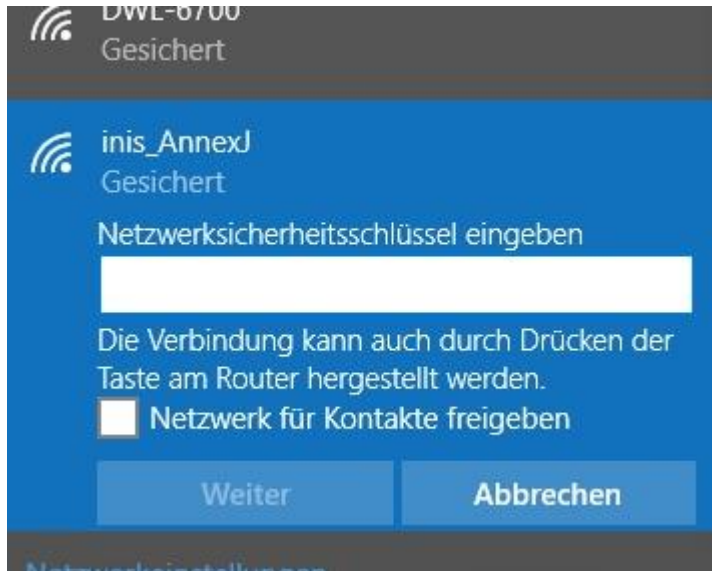 DWL-6700
Gesichert
inis_AnnexJ
Gesichert
Netzwerksicherheitsschlüssel eingeben
Die Verbindung kann auch durch Drücken der
Taste am Router hergestellt werden.
Netzwerk für Kontakte freigeben
Weiter
Abbrechen
Netzwerkeinstellungen